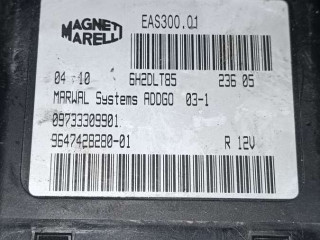 MAGNETI
MARELLI
EAS300.01
04 10 6H2DLT85 236 05
MARWAL Systems ADDGO 03-1
09733309901
9647428280-01 R 12V